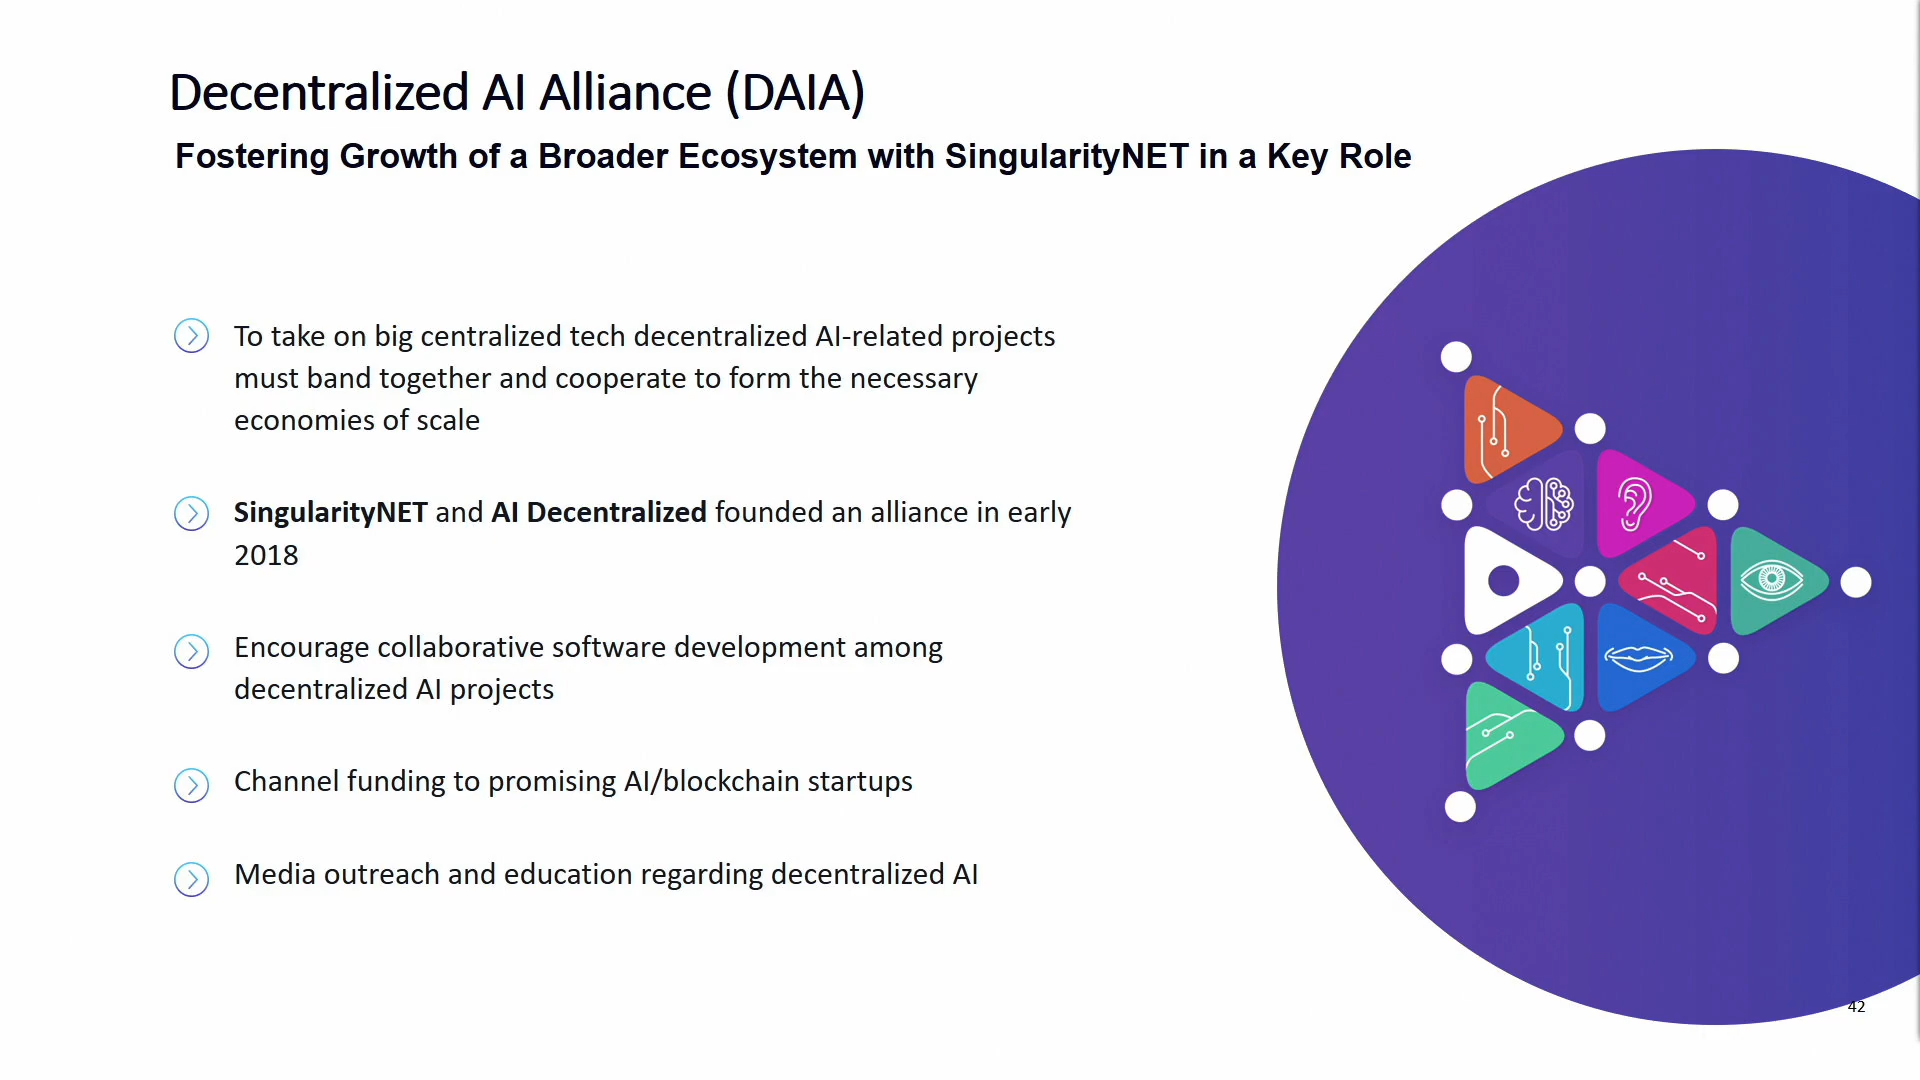 Decentralized AI Alliance (DAIA)
Fostering Growth of a Broader Ecosystem with SingularityNET in a Key Role
To take on big centralized tech decentralized AI-related projects
must band together and cooperate to form the necessary
economies of scale
SingularityNET and AI Decentralized founded an alliance in early
2018
Encourage collaborative software development among
decentralized AI projects
Channel funding to promising AI/blockchain startups
Media outreach and education regarding decentralized AI
42